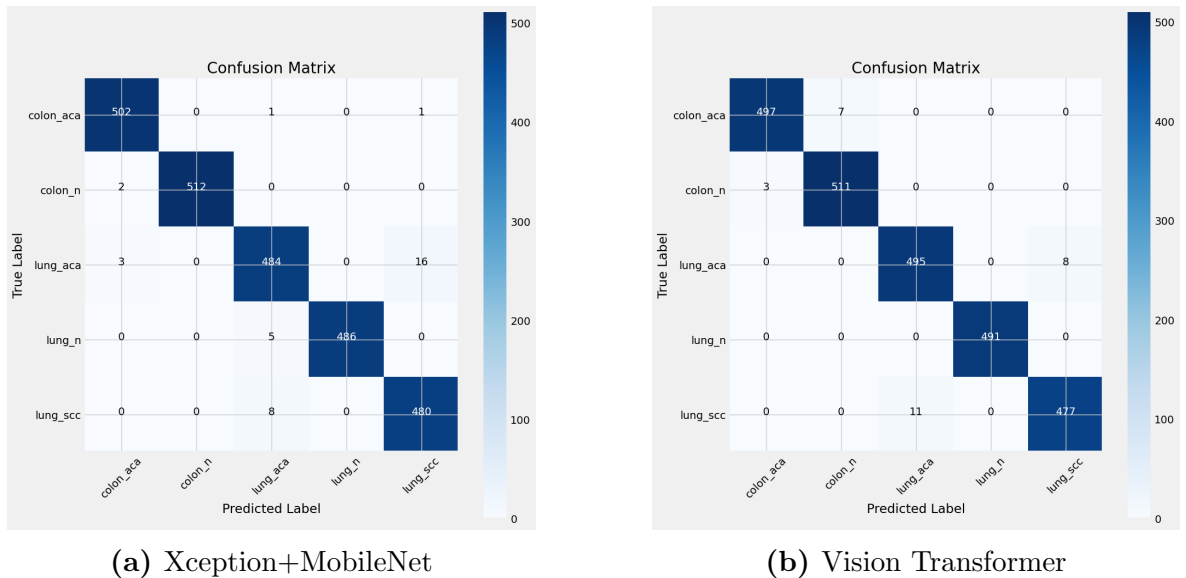 Confusion Matrix
500
400
300
200
100
0
True Label
colon_aca 502 0 1 0 1
colon_n 2 512 0 0 0
lung_aca 3 0 484 0 16
lung_n 0 0 5 486 0
lung_scc 0 0 8 0 480
colon_aca colon_n lung_aca lung_n lung_scc
Predicted Label
(a) Xception+MobileNet
Confusion Matrix
500
400
300
200
100
0
True Label
colon_aca 497 7 0 0 0
colon_n 3 511 0 0 0
lung_aca 0 0 495 0 8
lung_n 0 0 0 491 0
lung_scc 0 0 11 0 477
colon_aca colon_n lung_aca lung_n lung_scc
Predicted Label
(b) Vision Transformer